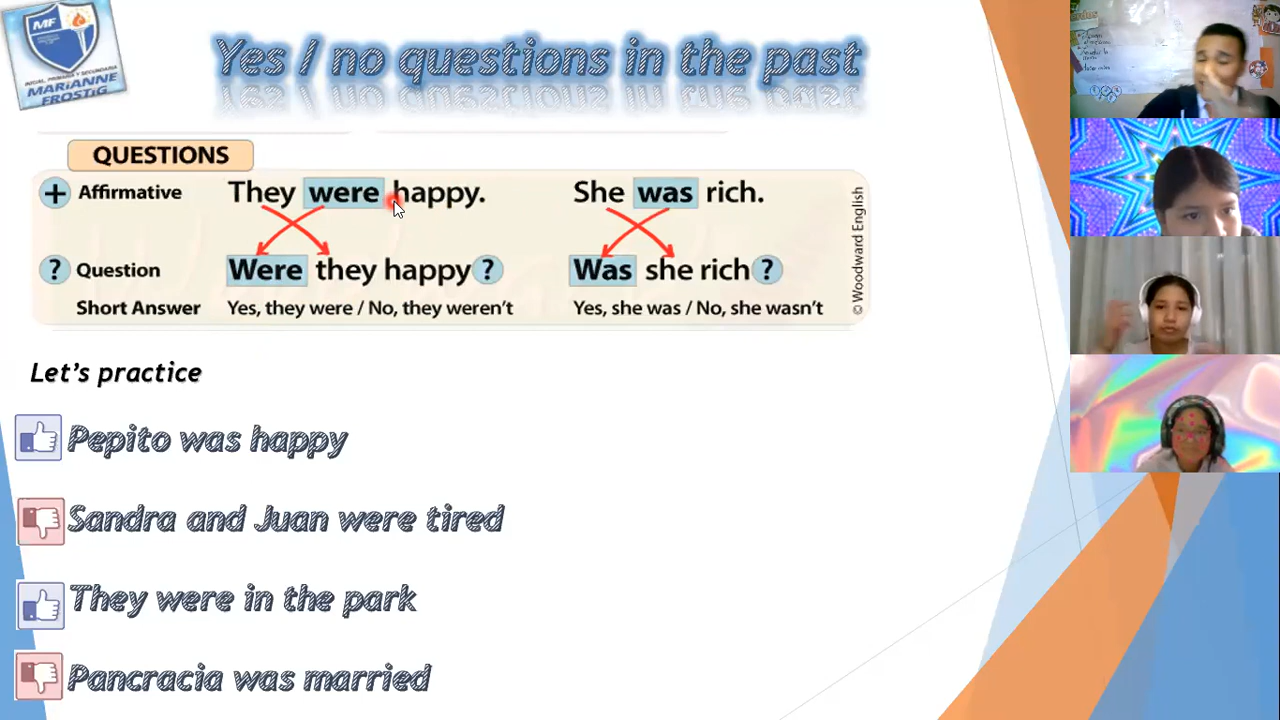 MF
INICIAL, PRIMARIA Y SECUNDARIA
MARIANNE
FROSTIG
Yes / no questions in the past
QUESTIONS
+ Affirmative They were happy. She was rich.
? Question Were they happy ? Was she rich ?
Short Answer Yes, they were / No, they weren't Yes, she was / No, she wasn't
© Woodward English
Let's practice
Pepito was happy
Sandra and Juan were tired
They were in the park
Pancracia was married